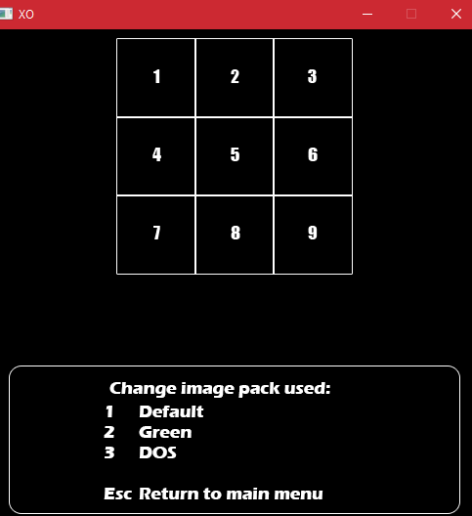 XO
1 2 3
4 5 6
7 8 9
Change image pack used:
1 Default
2 Green
3 DOS
Esc Return to main menu